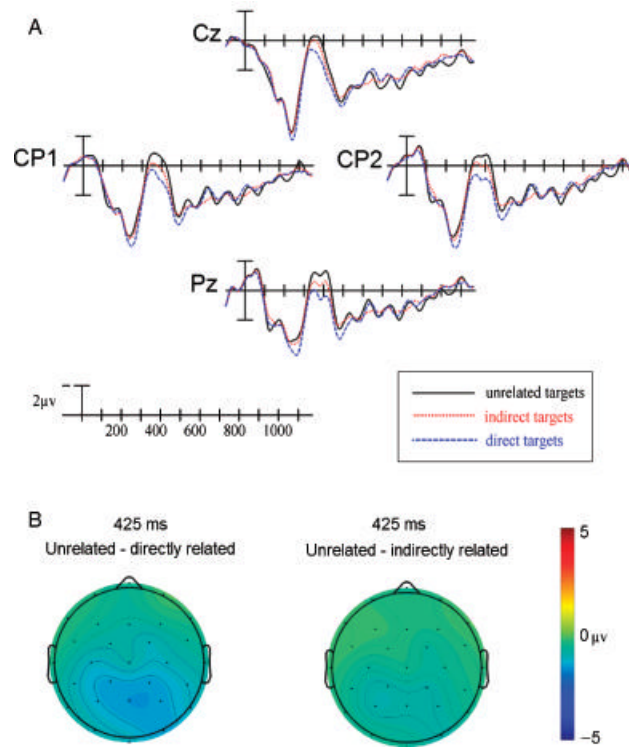 A
Cz
CP1
CP2
Pz
2μv
200 400 600 800 1000
unrelated targets
indirect targets
direct targets
B
425 ms
Unrelated - directly related
425 ms
Unrelated - indirectly related
5
0 μv
−5